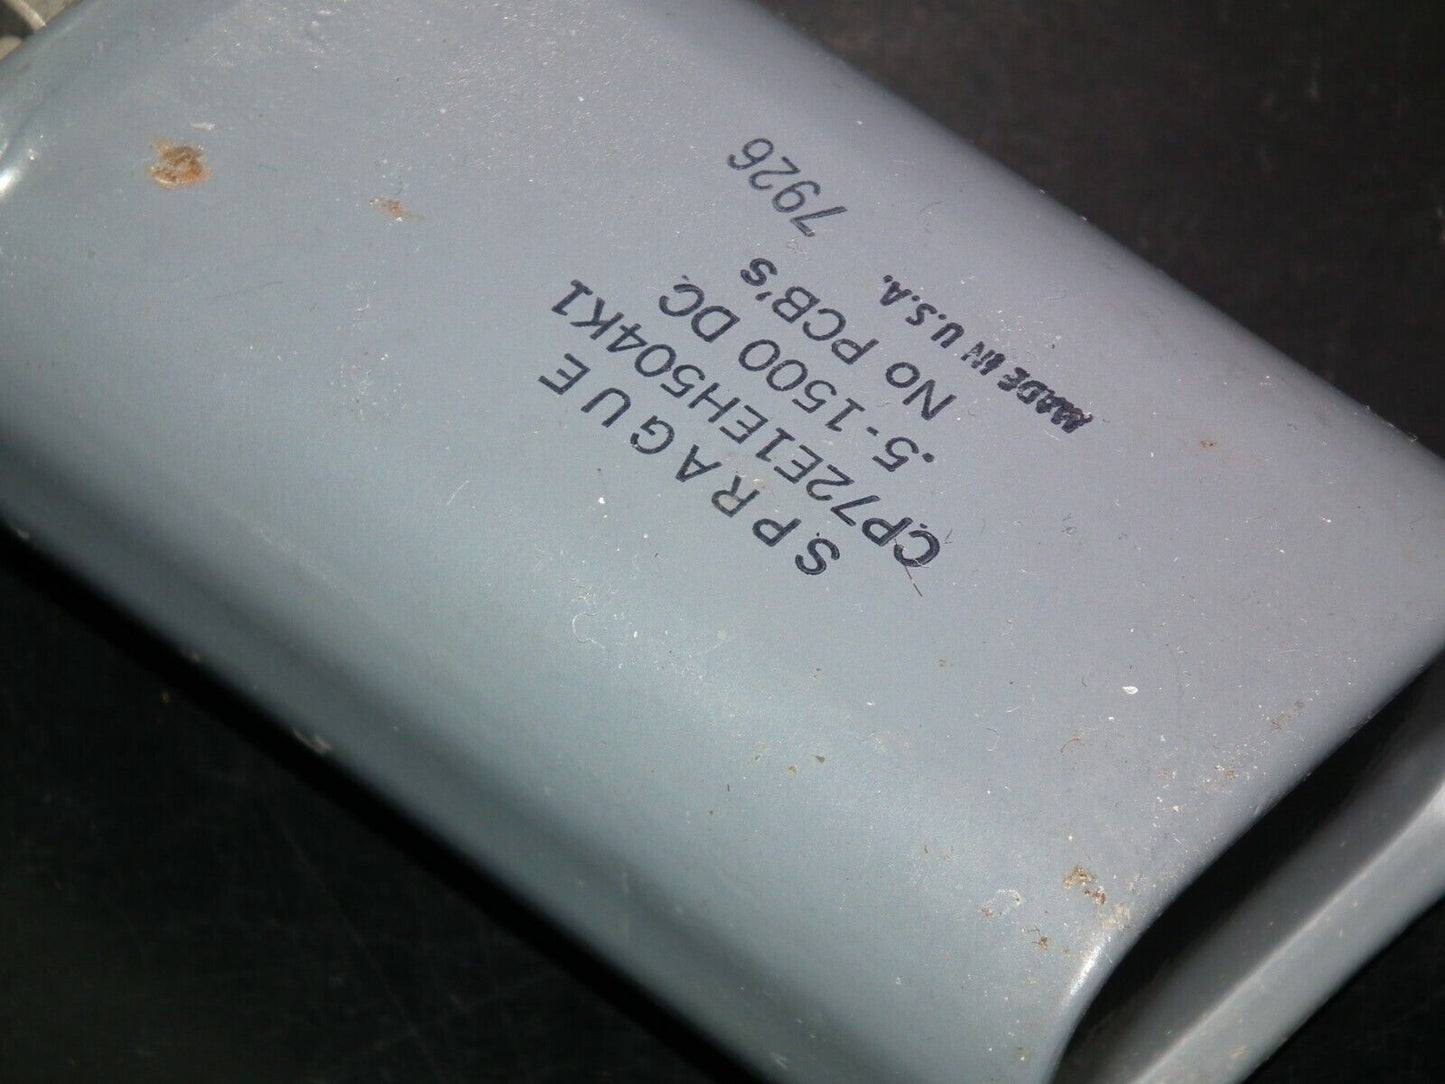 SPRAGUE
CP72E1EH504K1
.5-1500 DC
No PCB's 7926
MADE IN U.S.A.